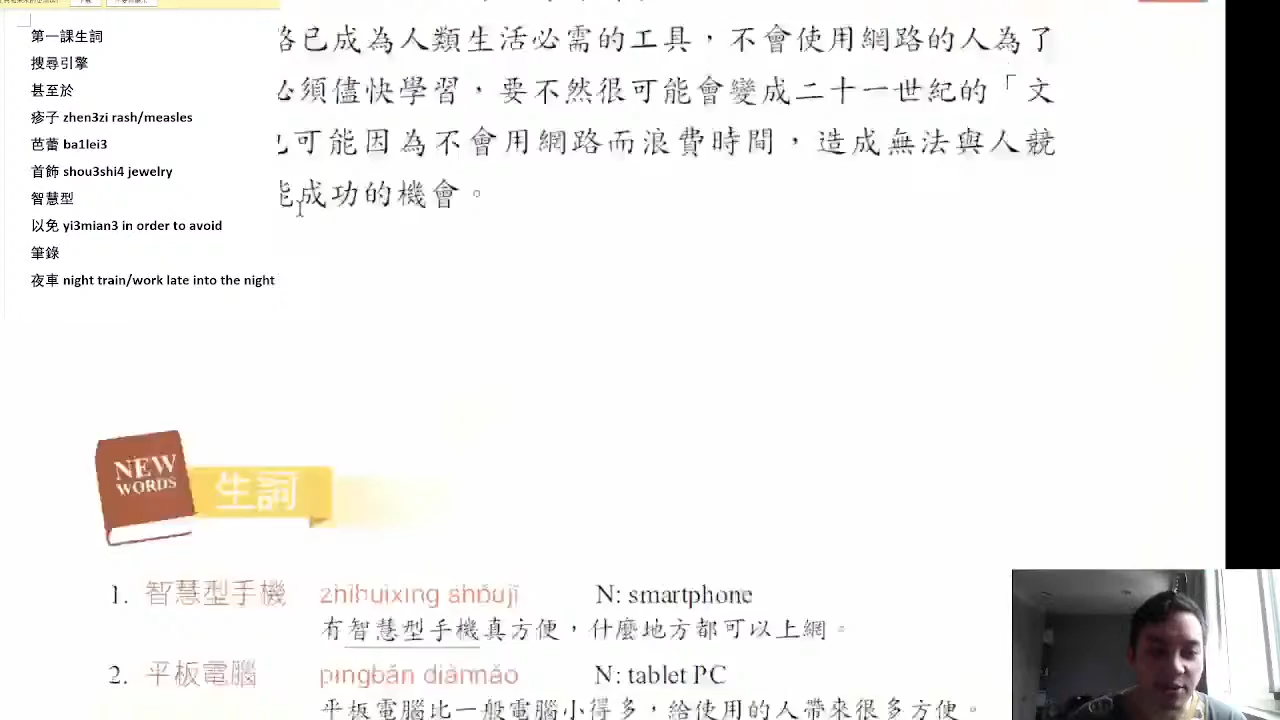 第一課生詞
搜尋引擎
甚至於
疹子 zhen3zi rash/measles
芭蕾 ba1lei3
首飾 shou3shi4 jewelry
智慧型
以免 yi3mian3 in order to avoid
筆錄
夜車 night train/work late into the night
已成為人類生活必需的工具，不會使用網路的人為了
必須儘快學習，要不然很可能會變成二十一世紀的「文
可能因為不會用網路而浪費時間，造成無法與人競
成功的機會。
NEW
WORDS
生詞
1. 智慧型手機 zhìhuìxíng shǒujī N: smartphone
有智慧型手機真方便，什麼地方都可以上網。
2. 平板電腦 píngbǎn diànnǎo N: tablet PC
平板電腦比一般電腦小得多，給使用的人帶來很多方便。